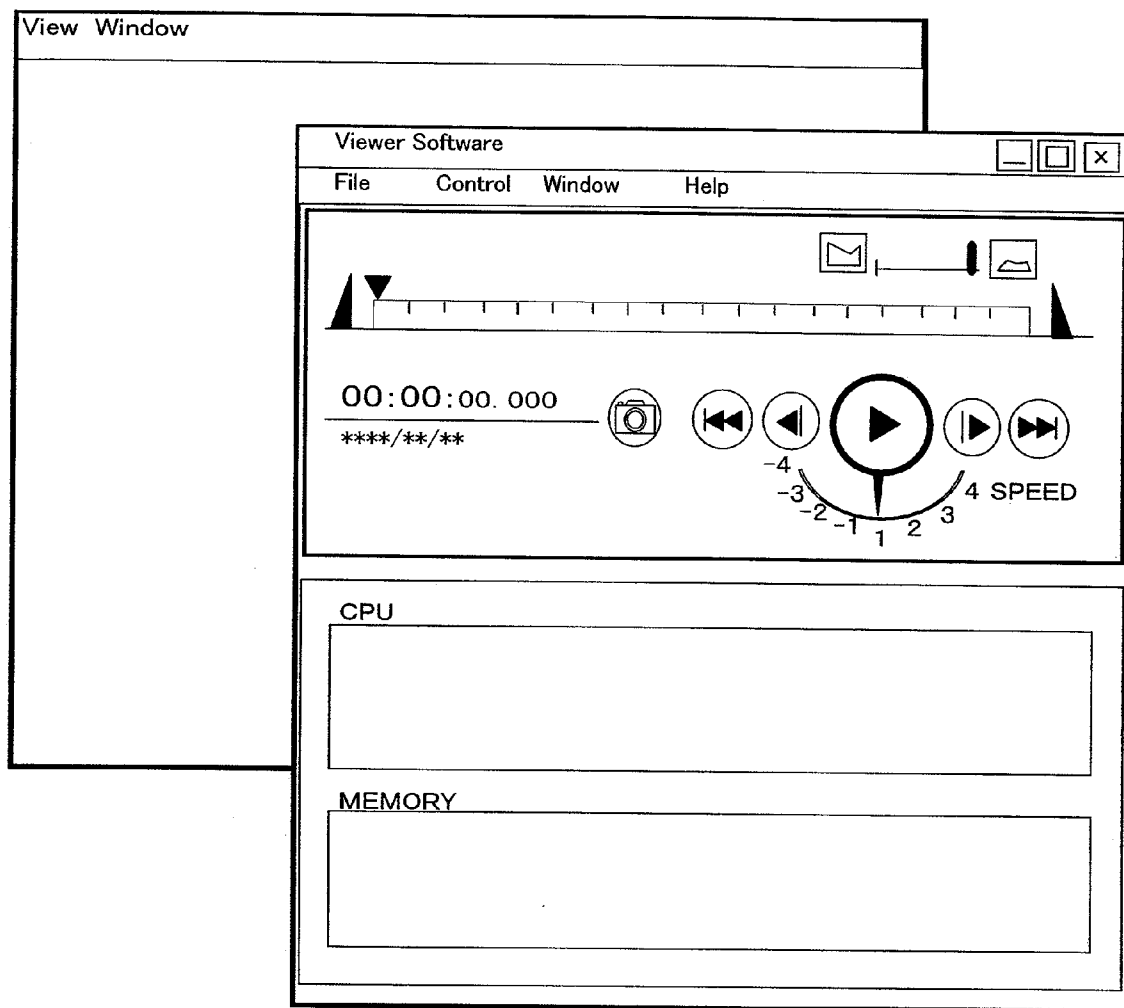 View Window
Viewer Software
File Control Window Help
00:00:00.000
****/**/**
-4
-3
-2
-1
1
2
3
4 SPEED
CPU
MEMORY